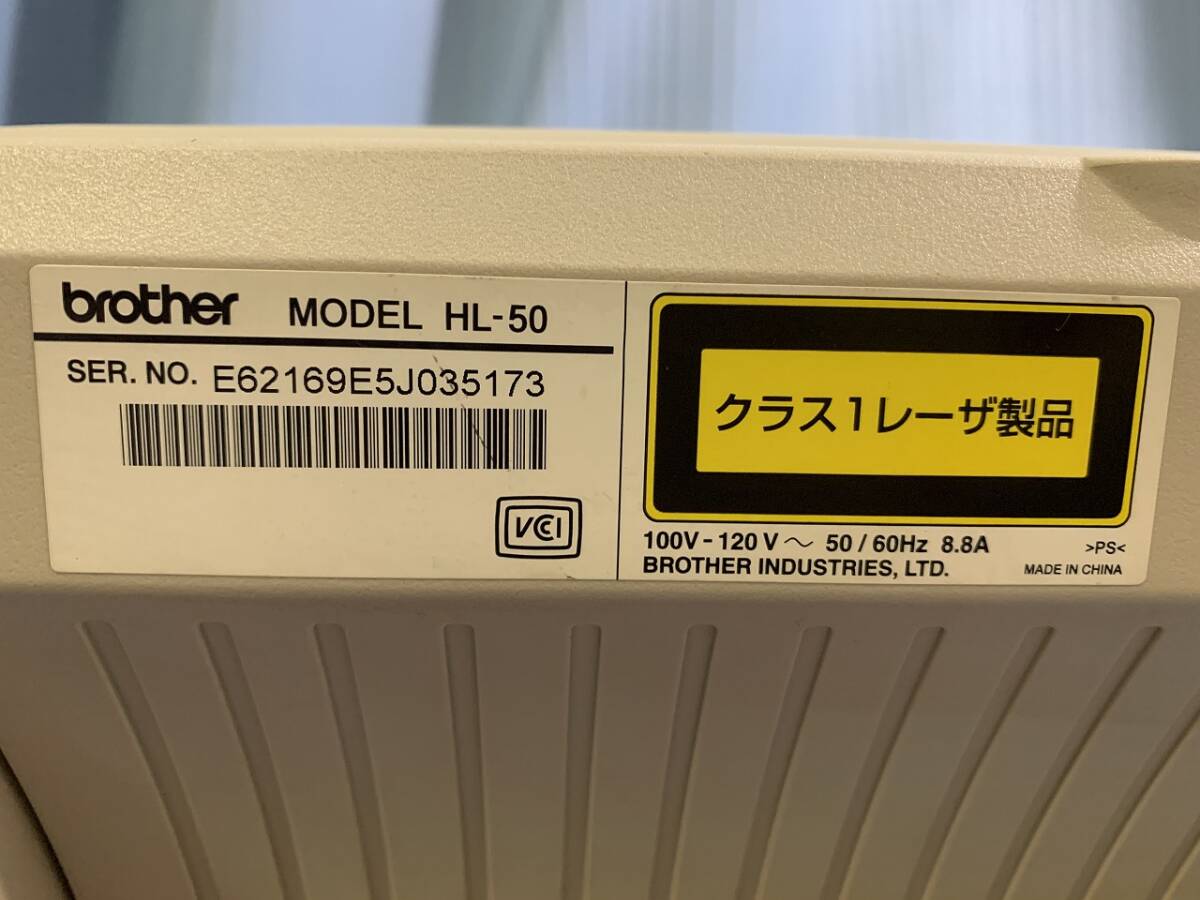 brother MODEL HL-50
SER. NO. E62169E5J035173
VCI
クラス1レーザ製品
100V-120V～ 50/60Hz 8.8A
>PS<
BROTHER INDUSTRIES, LTD.
MADE IN CHINA